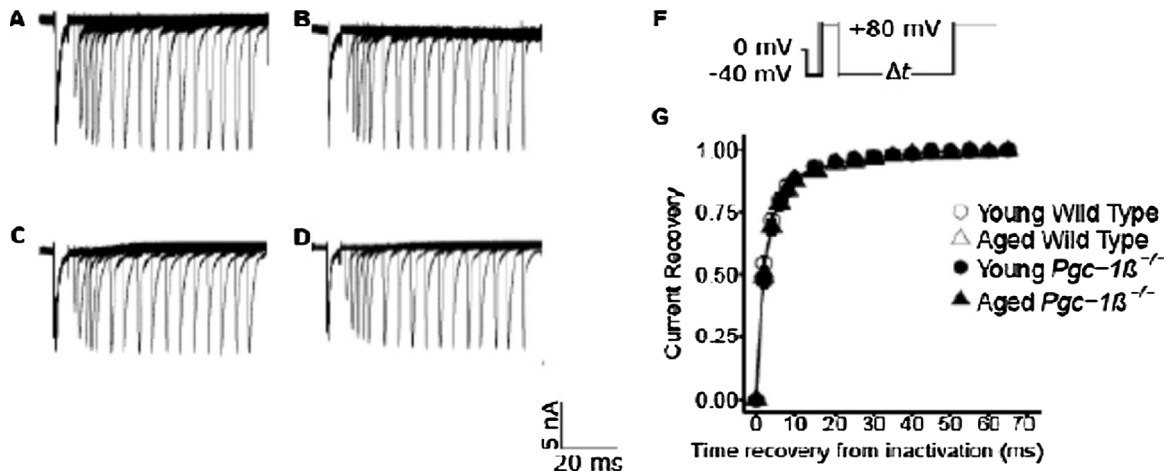 A
B
C
D
5 nA
20 ms
F
+80 mV
0 mV
-40 mV
Δt
G
1.00
0.75
0.50
0.25
0.00
Current Recovery
0 10 20 30 40 50 60 70
Time recovery from inactivation (ms)
Young Wild Type
Aged Wild Type
Young Pgc-1ß⁻/⁻
Aged Pgc-1ß⁻/⁻